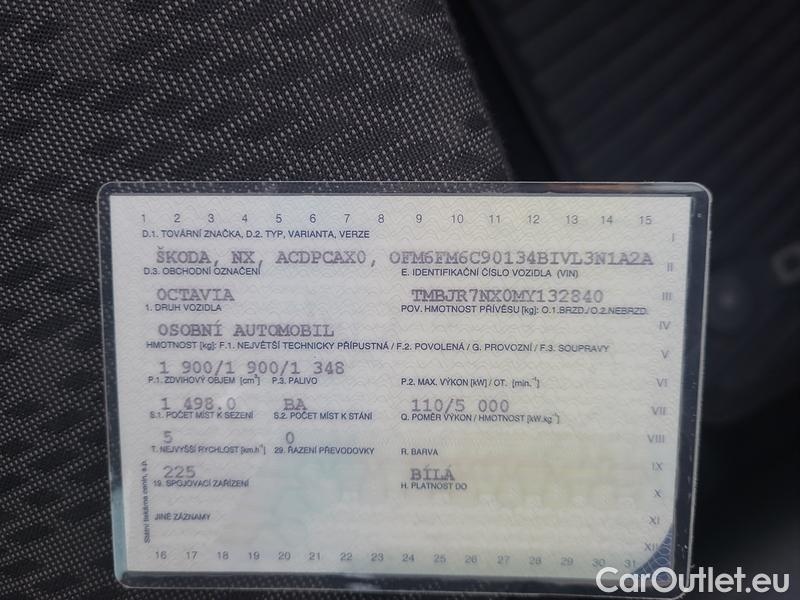 1 2 3 4 5 6 7 8 9 10 11 12 13 14 15
D.1. TOVÁRNÍ ZNAČKA, D.2. TYP, VARIANTA, VERZE
I
ŠKODA, NX, ACDPCAX0, OFM6FM6C90134BIVL3N1A2A
D.3. OBCHODNÍ OZNAČENÍ E. IDENTIFIKAČNÍ ČÍSLO VOZIDLA (VIN)
II
OCTAVIA TMBJR7NX0MY132840
III
1. DRUH VOZIDLA POV. HMOTNOST PŘÍVĚSU [kg]: O.1.BRZD./O.2.NEBRZD.
OSOBNÍ AUTOMOBIL
IV
HMOTNOST [kg]: F.1. NEJVĚTŠÍ TECHNICKY PŘÍPUSTNÁ / F.2. POVOLENÁ / G. PROVOZNÍ / F.3. SOUPRAVY
V
1 900/1 900/1 348
P.1. ZDVIHOVÝ OBJEM [cm³] P.3. PALIVO P.2. MAX. VÝKON [kW] / OT. [min.⁻¹]
VI
1 498.0 BA 110/5 000
VII
S.1. POČET MÍST K SEZENÍ S.2. POČET MÍST K STÁNÍ Q. POMĚR VÝKON / HMOTNOST [kW.kg⁻¹]
5 0
VIII
T. NEJVYŠŠÍ RYCHLOST [km.h⁻¹] 29. ŘAZENÍ PŘEVODOVKY R. BARVA
225 BÍLÁ
IX
19. SPOJOVACÍ ZAŘÍZENÍ H. PLATNOST DO
X
JINÉ ZÁZNAMY
XI
XII
Státní tiskárna cenin, s.p.
16 17 18 19 20 21 22 23 24 25 26 27 28 29 30 31
CarOutlet.eu